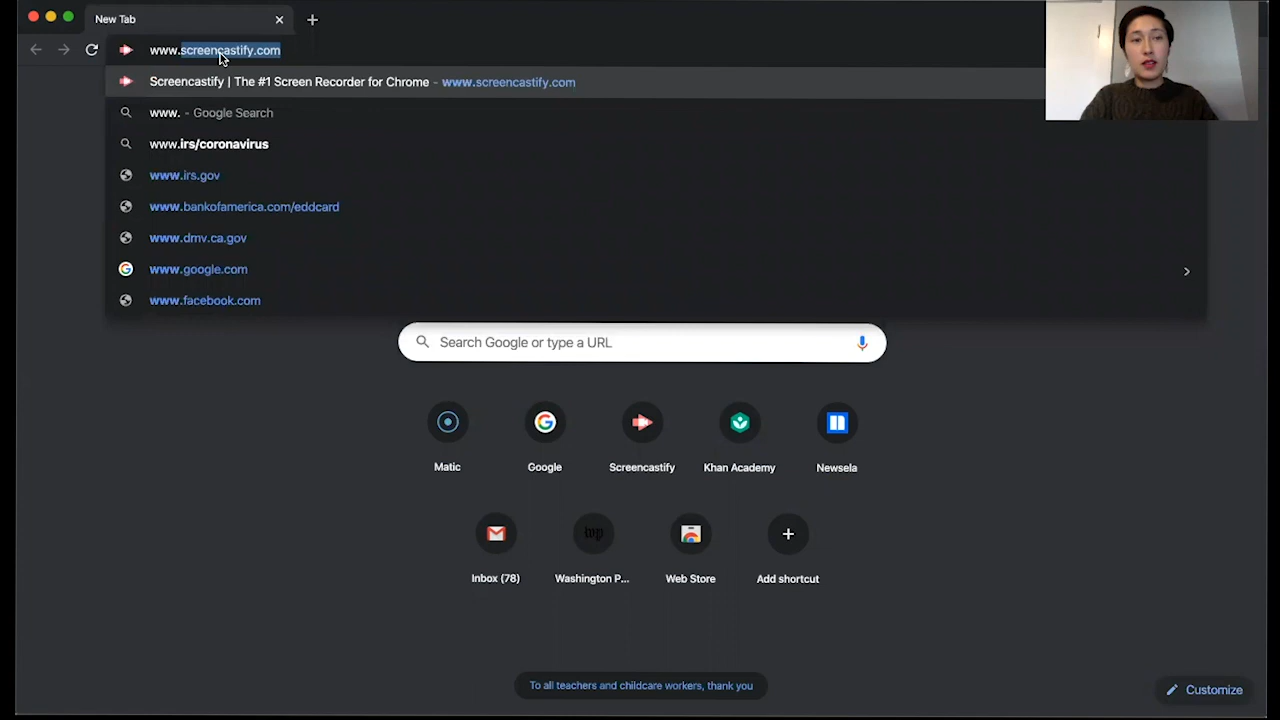 New Tab
www.screencastify.com
Screencastify | The #1 Screen Recorder for Chrome - www.screencastify.com
www. - Google Search
www.irs/coronavirus
www.irs.gov
www.bankofamerica.com/eddcard
www.dmv.ca.gov
www.google.com
www.facebook.com
Search Google or type a URL
Matic
Google
Screencastify
Khan Academy
Newsela
wp
Inbox (78)
Washington P...
Web Store
Add shortcut
To all teachers and childcare workers, thank you
Customize